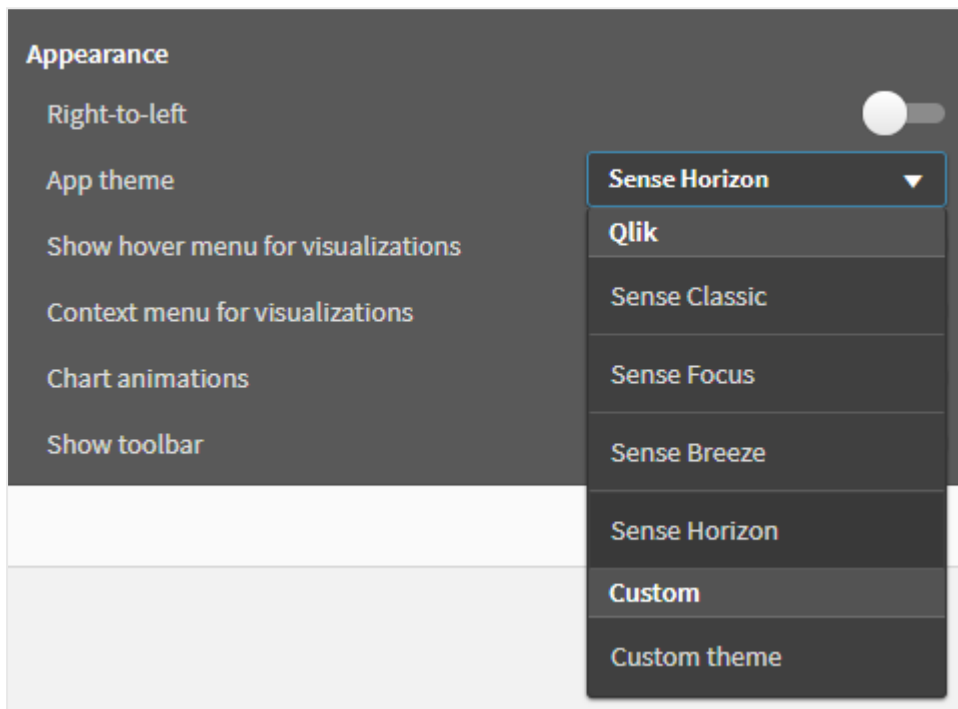 Appearance
Right-to-left
App theme
Sense Horizon
Show hover menu for visualizations
Context menu for visualizations
Chart animations
Show toolbar
Qlik
Sense Classic
Sense Focus
Sense Breeze
Sense Horizon
Custom
Custom theme